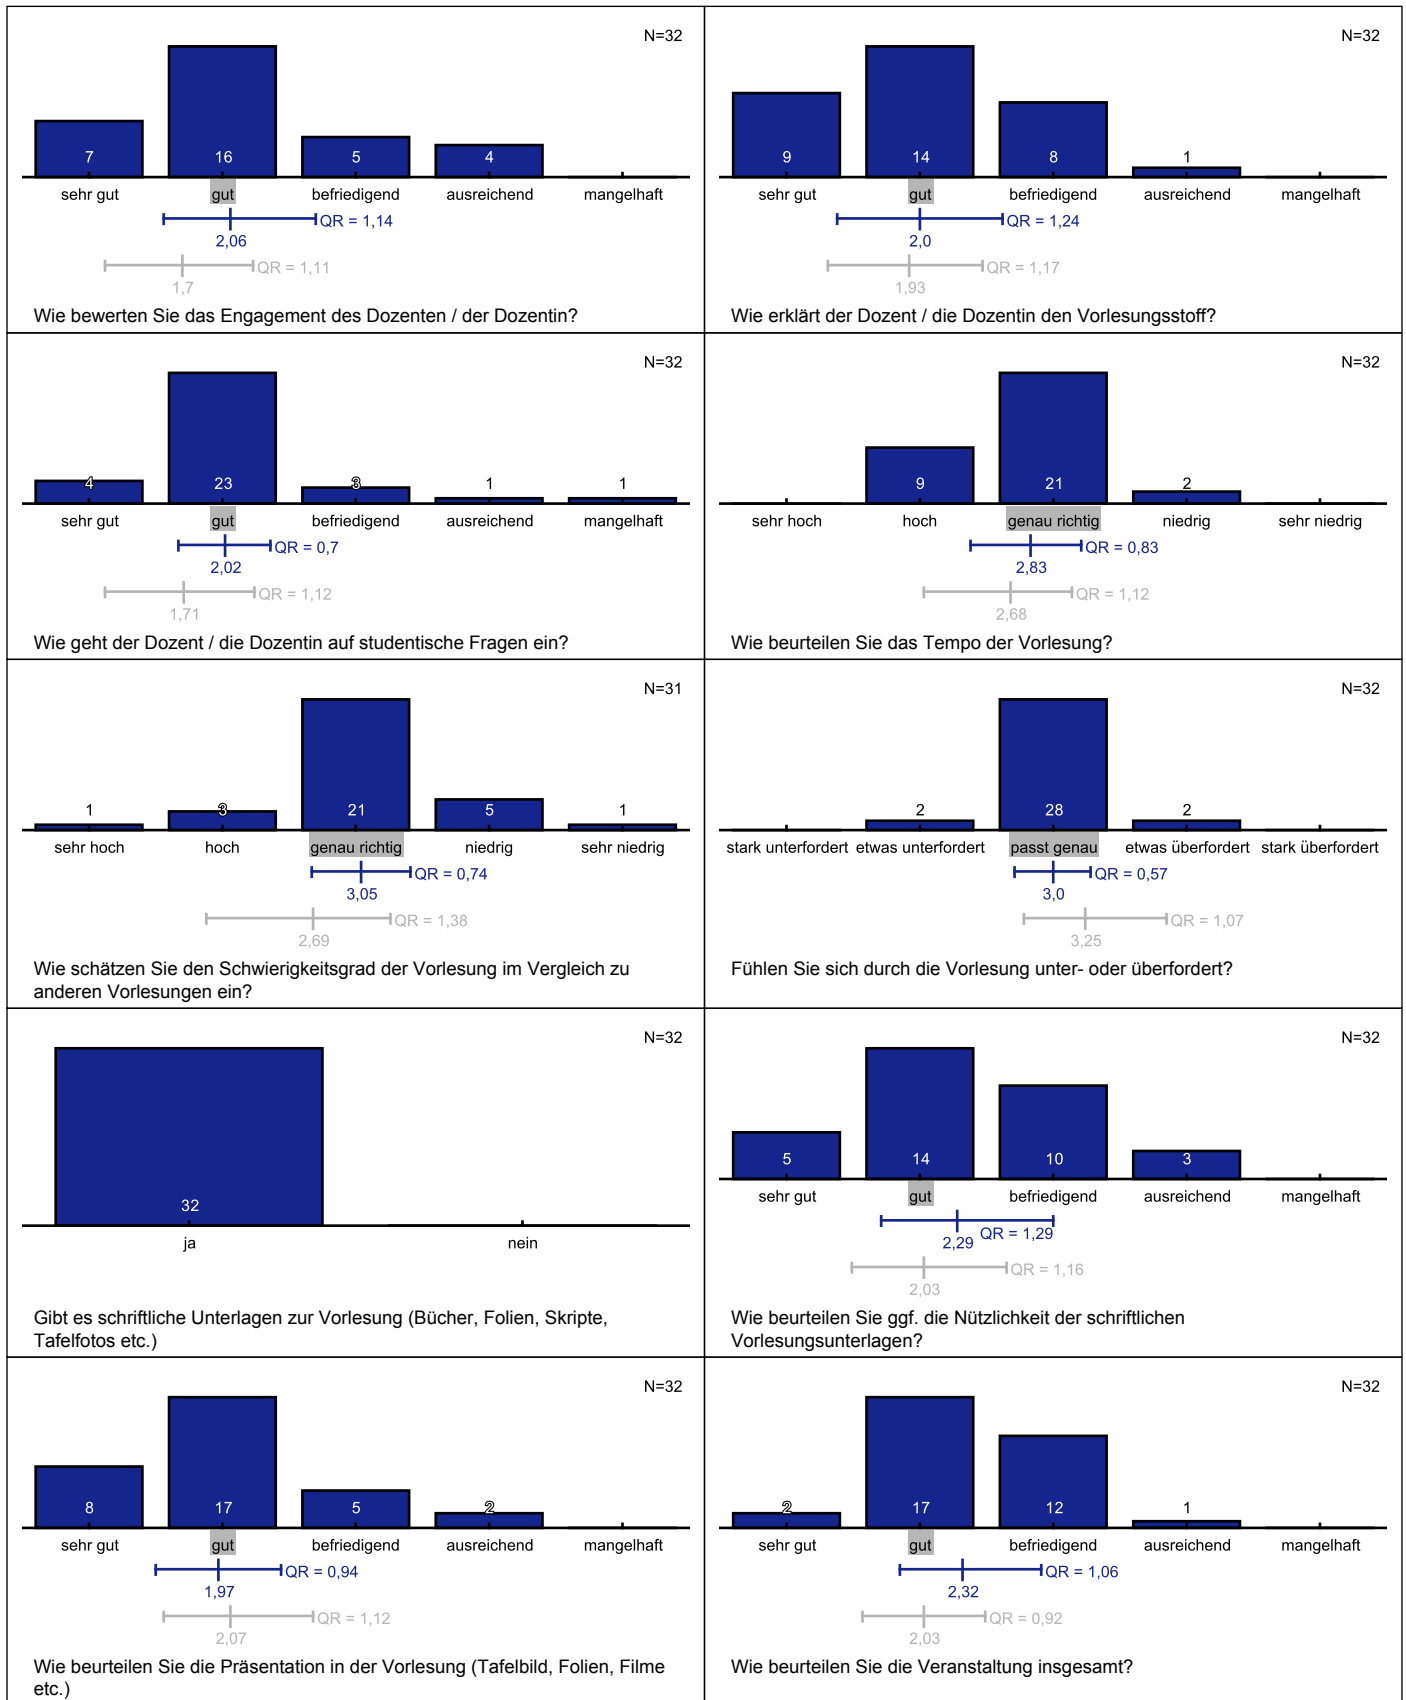 N=32
7 16 5 4
sehr gut gut befriedigend ausreichend mangelhaft
QR = 1,14
2,06
QR = 1,11
1,7
Wie bewerten Sie das Engagement des Dozenten / der Dozentin?
N=32
9 14 8 1
sehr gut gut befriedigend ausreichend mangelhaft
QR = 1,24
2,0
QR = 1,17
1,93
Wie erklärt der Dozent / die Dozentin den Vorlesungsstoff?
N=32
4 23 3 1 1
sehr gut gut befriedigend ausreichend mangelhaft
QR = 0,7
2,02
QR = 1,12
1,71
Wie geht der Dozent / die Dozentin auf studentische Fragen ein?
N=32
9 21 2
sehr hoch hoch genau richtig niedrig sehr niedrig
QR = 0,83
2,83
QR = 1,12
2,68
Wie beurteilen Sie das Tempo der Vorlesung?
N=31
1 3 21 5 1
sehr hoch hoch genau richtig niedrig sehr niedrig
QR = 0,74
3,05
QR = 1,38
2,69
Wie schätzen Sie den Schwierigkeitsgrad der Vorlesung im Vergleich zu
anderen Vorlesungen ein?
N=32
2 28 2
stark unterfordert etwas unterfordert passt genau etwas überfordert stark überfordert
QR = 0,57
3,0
QR = 1,07
3,25
Fühlen Sie sich durch die Vorlesung unter- oder überfordert?
N=32
32
ja nein
Gibt es schriftliche Unterlagen zur Vorlesung (Bücher, Folien, Skripte,
Tafelfotos etc.)
N=32
5 14 10 3
sehr gut gut befriedigend ausreichend mangelhaft
QR = 1,29
2,29
QR = 1,16
2,03
Wie beurteilen Sie ggf. die Nützlichkeit der schriftlichen
Vorlesungsunterlagen?
N=32
8 17 5 2
sehr gut gut befriedigend ausreichend mangelhaft
QR = 0,94
1,97
QR = 1,12
2,07
Wie beurteilen Sie die Präsentation in der Vorlesung (Tafelbild, Folien, Filme
etc.)
N=32
2 17 12 1
sehr gut gut befriedigend ausreichend mangelhaft
QR = 1,06
2,32
QR = 0,92
2,03
Wie beurteilen Sie die Veranstaltung insgesamt?